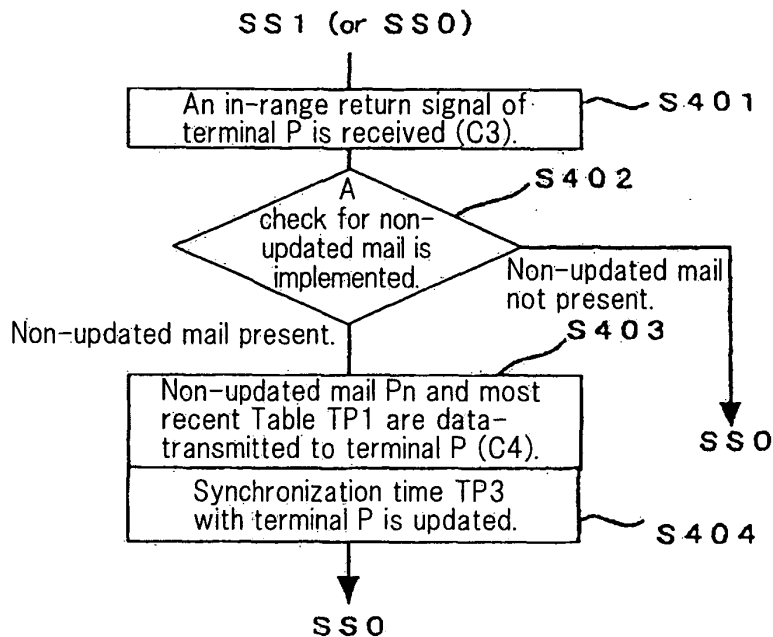 SS1 (or SS0)
An in-range return signal of
terminal P is received (C3).
S401
S402
A
check for non-
updated mail is
implemented.
Non-updated mail
not present.
Non-updated mail present.
S403
Non-updated mail Pn and most
recent Table TP1 are data-
transmitted to terminal P (C4).
SS0
Synchronization time TP3
with terminal P is updated.
S404
SS0